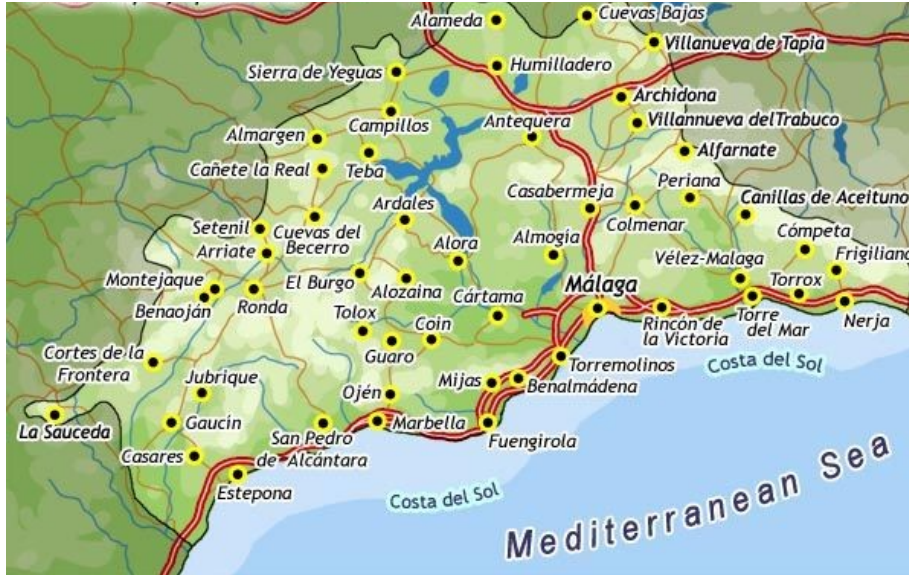 Alameda
Cuevas Bajas
Villanueva de Tapia
Sierra de Yeguas
Humilladero
Archidona
Campillos
Antequera
Villannueva delTrabuco
Almargen
Teba
Alfarnate
Cañete la Real
Periana
Casabermeja
Canillas de Aceituno
Ardales
Colmenar
Setenil
Cuevas del
Becerro
Arriate
Alora
Almogia
Cómpeta
Vélez-Malaga
Frigiliana
Montejaque
El Burgo
Alozaina
Málaga
Torrox
Benaoján
Ronda
Cártama
Tolox
Coin
Rincón de
la Victoria
Torre
del Mar
Nerja
Guaro
Cortes de la
Frontera
Torremolinos
Costa del Sol
Jubrique
Ojén
Mijas
Benalmádena
La Sauceda
Gaucín
San Pedro
de Alcántara
Marbella
Fuengirola
Casares
Estepona
Costa del Sol
Mediterranean Sea